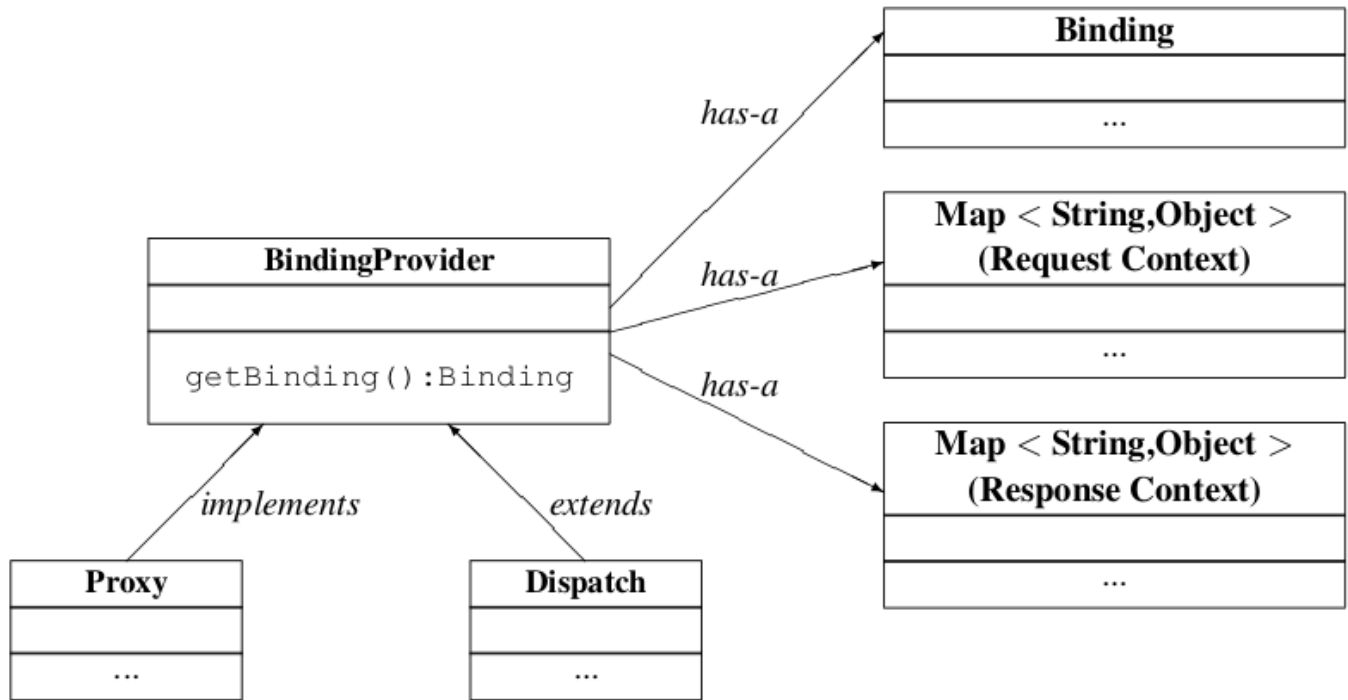 Binding
...
has-a
Map < String,Object >
(Request Context)
...
BindingProvider
getBinding():Binding
has-a
has-a
Map < String,Object >
(Response Context)
...
implements
extends
Proxy
...
Dispatch
...